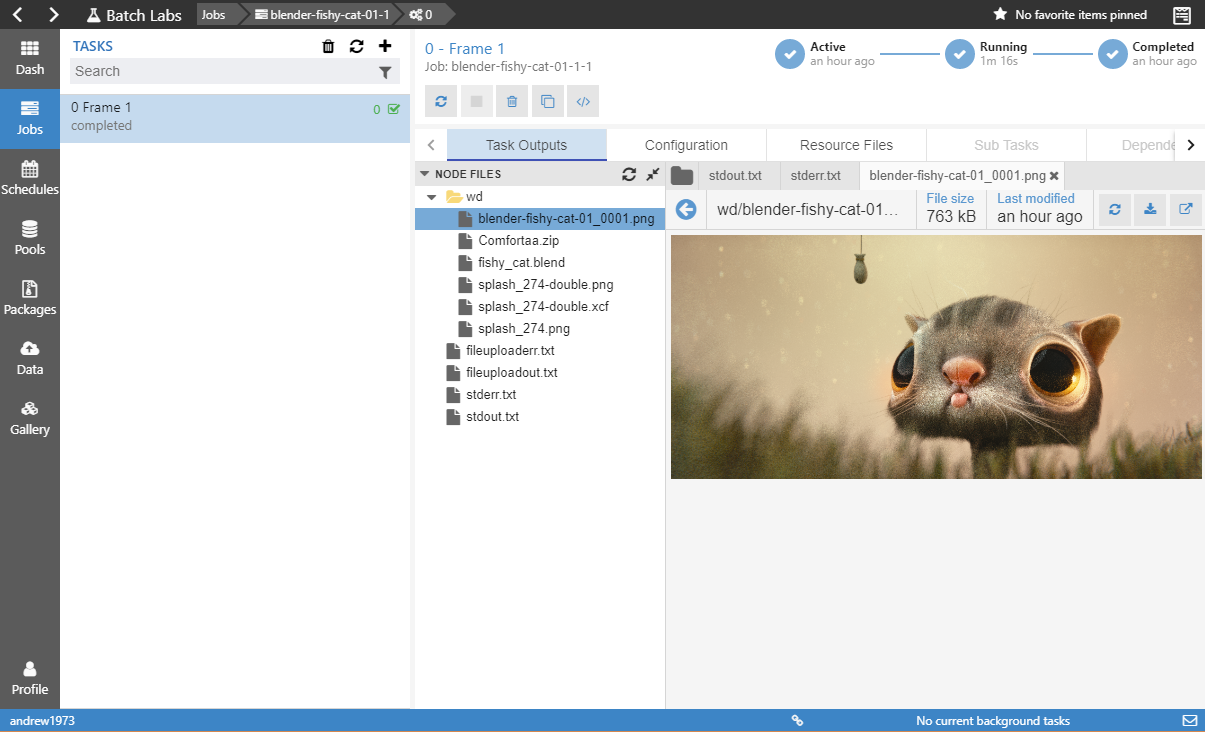 Batch Labs
Jobs
blender-fishy-cat-01-1
0
No favorite items pinned
Dash
Jobs
Schedules
Pools
Packages
Data
Gallery
Profile
TASKS
Search
0 Frame 1
0
completed
0 - Frame 1
Job: blender-fishy-cat-01-1-1
Active
an hour ago
Running
1m 16s
Completed
an hour ago
Task Outputs
Configuration
Resource Files
Sub Tasks
Depende
NODE FILES
wd
blender-fishy-cat-01_0001.png
Comfortaa.zip
fishy_cat.blend
splash_274-double.png
splash_274-double.xcf
splash_274.png
fileuploaderr.txt
fileuploadout.txt
stderr.txt
stdout.txt
stdout.txt
stderr.txt
blender-fishy-cat-01_0001.png
wd/blender-fishy-cat-01...
File size
763 kB
Last modified
an hour ago
andrew1973
No current background tasks